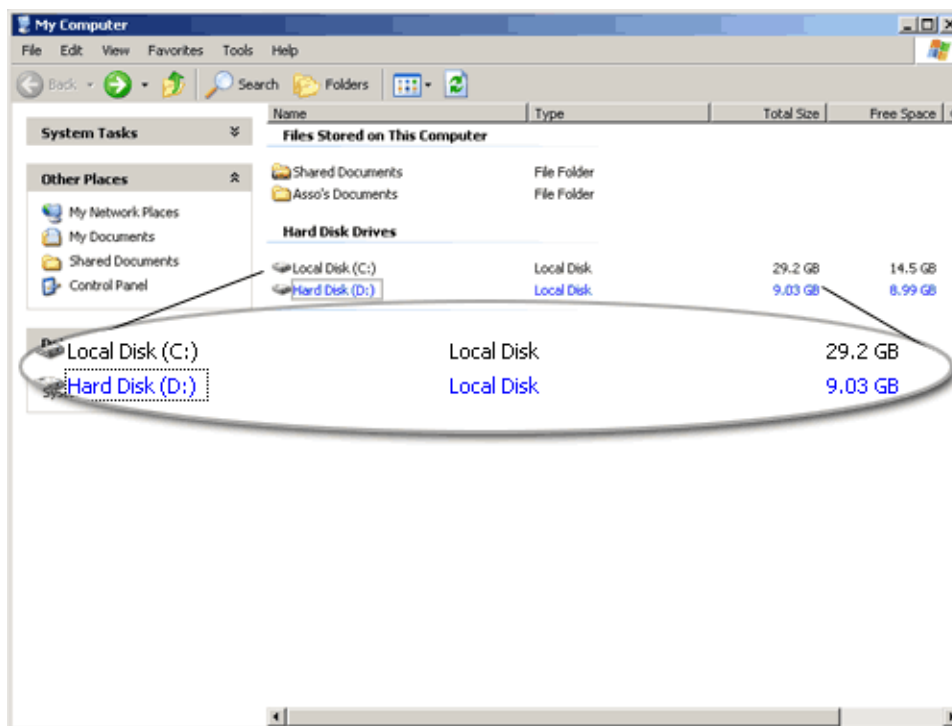 My Computer
File Edit View Favorites Tools Help
Back Search Folders
Name Type Total Size Free Space
System Tasks
Files Stored on This Computer
Other Places
Shared Documents File Folder
Asso's Documents File Folder
My Network Places
My Documents
Hard Disk Drives
Shared Documents
Local Disk (C:) Local Disk 29.2 GB 14.5 GB
Control Panel
Hard Disk (D:) Local Disk 9.03 GB 8.99 GB
Local Disk (C:) Local Disk 29.2 GB
Hard Disk (D:) Local Disk 9.03 GB